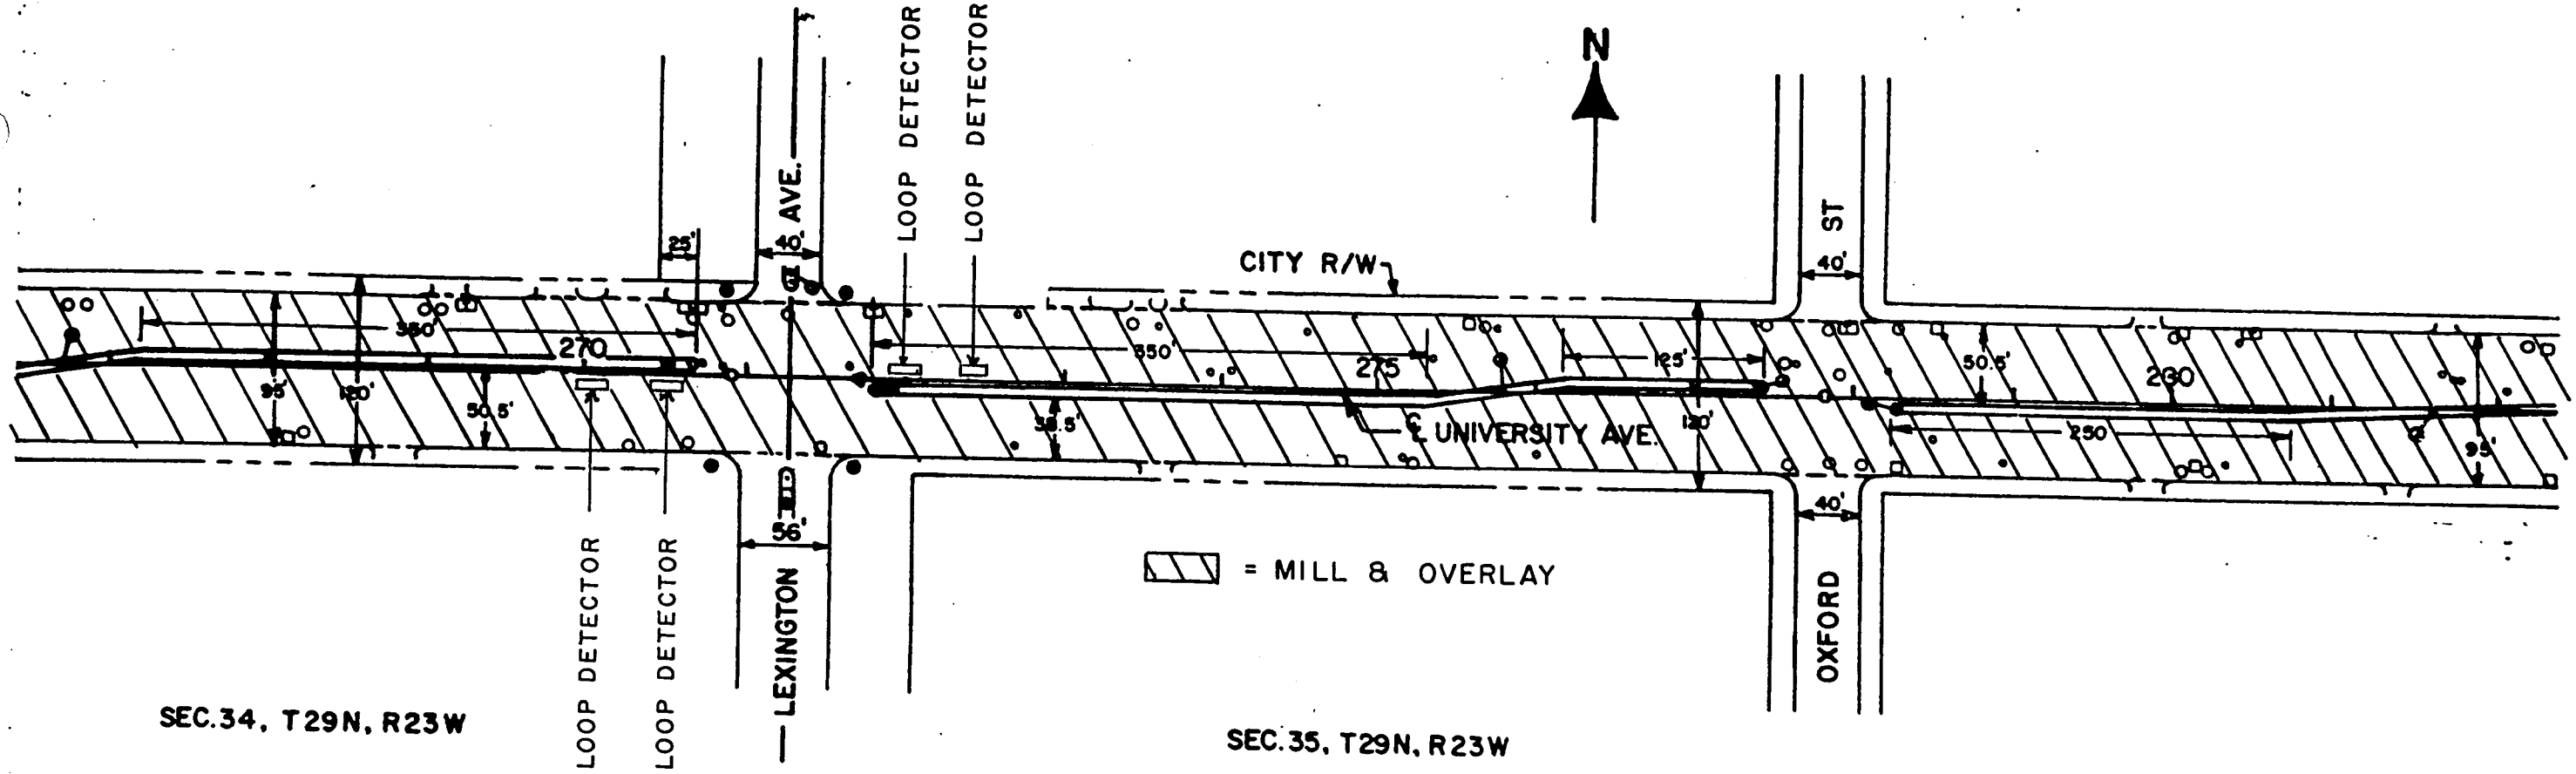 LOOP DETECTOR
LOOP DETECTOR
N
AVE.
ST
25'
40'
CITY R/W
40'
350'
270
350'
275
125'
50.5'
280
95'
120'
50.5'
38.5'
℄ UNIVERSITY AVE.
120'
250
95'
56'
40'
= MILL & OVERLAY
LOOP DETECTOR
LOOP DETECTOR
LEXINGTON
OXFORD
SEC.34, T29N, R23W
SEC.35, T29N, R23W